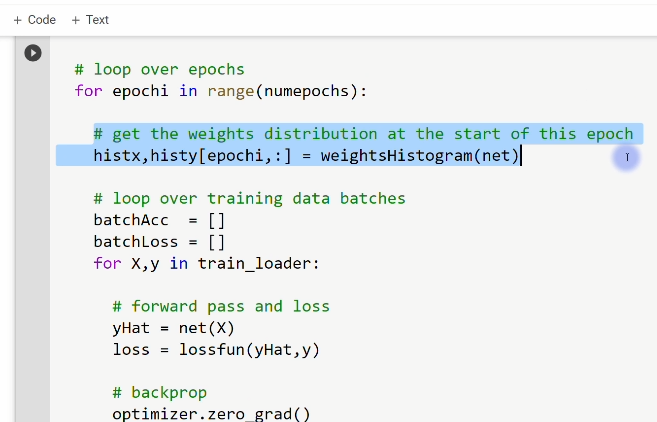 + Code + Text
# loop over epochs
for epochi in range(numepochs):
# get the weights distribution at the start of this epoch
histx,histy[epochi,:] = weightsHistogram(net)
# loop over training data batches
batchAcc = []
batchLoss = []
for X,y in train_loader:
# forward pass and loss
yHat = net(X)
loss = lossfun(yHat,y)
# backprop
optimizer.zero_grad()